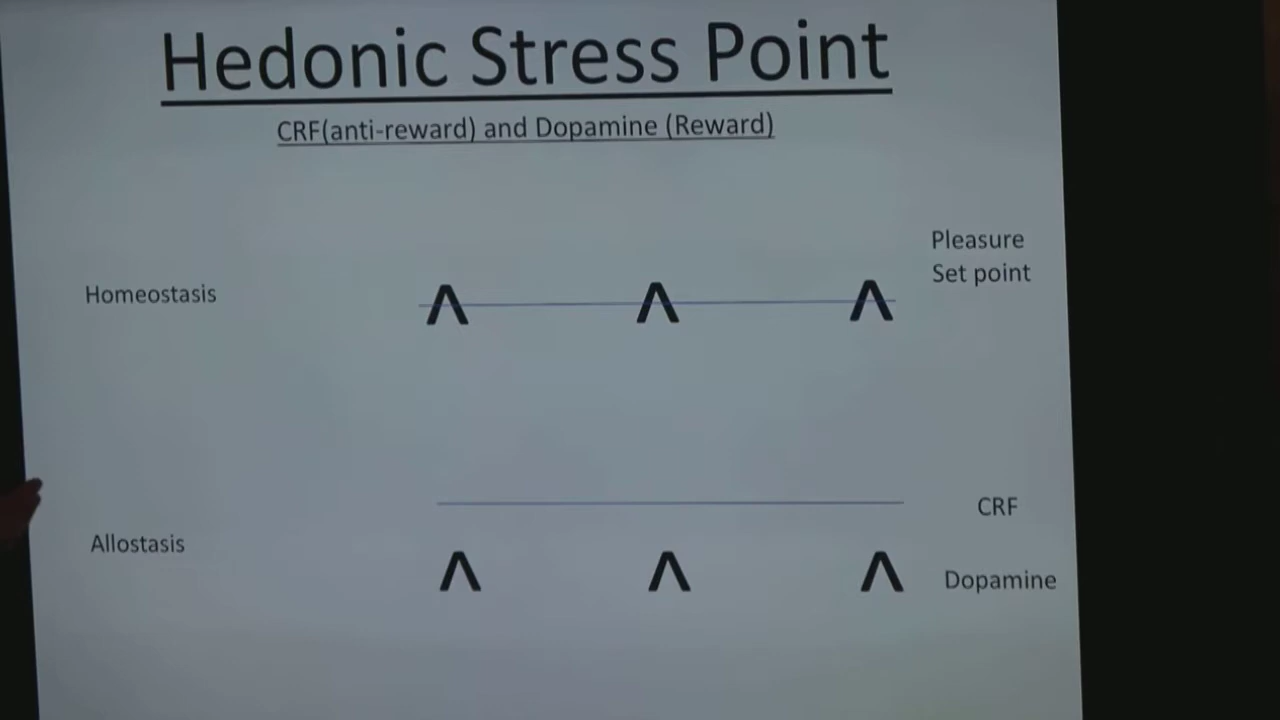 Hedonic Stress Point
CRF(anti-reward) and Dopamine (Reward)
Pleasure
Set point
Homeostasis
Λ Λ Λ
CRF
Allostasis
Λ Λ Λ
Dopamine